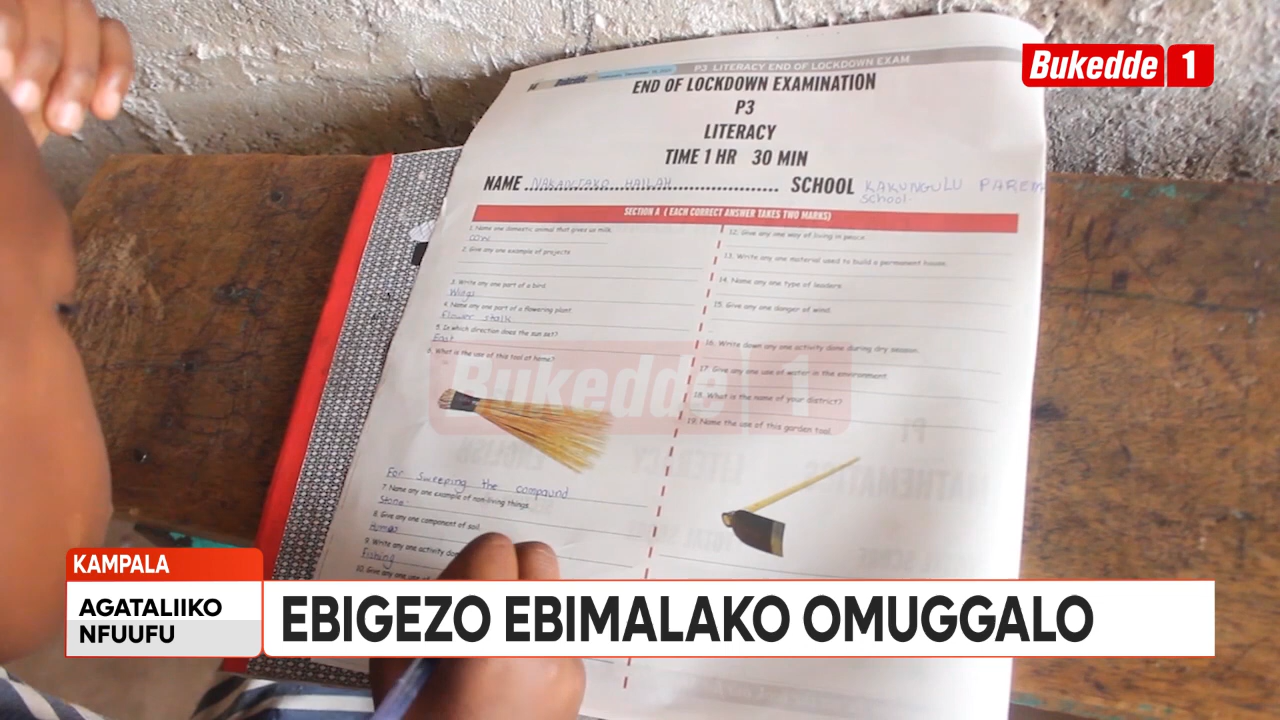 Bukedde 1
P3 LITERACY END OF LOCKDOWN EXAM
END OF LOCKDOWN EXAMINATION
P3
LITERACY
TIME 1 HR 30 MIN
NAME SCHOOL KAKUNGULU
School
SECTION A ( EACH CORRECT ANSWER TAKES TWO MARKS)
1. Name one domestic animal that gives us milk.
cow
2. Give any one example of projects
3. Write any one part of a bird.
Wings
4. Name any one part of a flowering plant
flower stalk
5. In which direction does the sun set?
East
6. What is the use of this tool at home?
For Sweeping the compaund
7. Name any one example of non-living things.
Stone
8. Give any one component of soil.
9. Write any one activity
Fishing
10. Give any one use of
12. Give any one way of living in peace.
13. Write any one material used to build a permanent house.
14. Name any one type of leaders.
15. Give any one danger of wind.
16. Write down any one activity done during dry season.
17. Give any one use of water in the environment.
18. What is the name of your district?
19. Name the use of this garden tool.
Bukedde 1
KAMPALA
AGATALIIKO
NFUUFU
EBIGEZO EBIMALAKO OMUGGALO